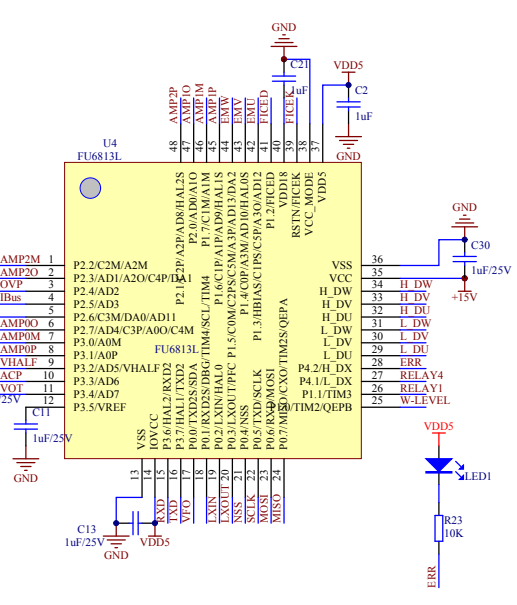 GND
C21
1uF
VDD5
C2
1uF
GND
AMP2P
AMP1O
AMP1M
AMP1P
EMW
EMV
EMU
FICED
FICEK
48
47
46
45
44
43
42
41
40
39
38
37
U4
FU6813L
P2.0/AD0/A1O
P1.7/C1M/A1M
P1.6/C1P/A1P/AD9/HAL1S
P1.5/C0M/C2PS/C5M/A3P/AD13/DA2
P1.4/C0P/A3M/AD10/HAL0S
P1.3/HBIAS/C1PS/C5P/A3O/AD12
P1.2/FICED
VDD18
RSTN/FICEK
VCC_MODE
VDD5
AMP2M 1 P2.2/C2M/A2M
AMP2O 2 P2.3/AD1/A2O/C4P/DA1
OVP 3 P2.4/AD2
IBus 4 P2.5/AD3
5 P2.6/C3M/DA0/AD11
AMP0O 6 P2.7/AD4/C3P/A0O/C4M
AMP0M 7 P3.0/A0M
AMP0P 8 P3.1/A0P
VHALF 9 P3.2/AD5/VHALF
ACP 10 P3.3/AD6
VOT 11 P3.4/AD7
12 P3.5/VREF
/25V
C11
1uF/25V
GND
FU6813L
VSS 36
VCC 35
H_DW 34 H_DW
H_DV 33 H_DV
H_DU 32 H_DU
L_DW 31 L_DW
L_DV 30 L_DV
L_DU 29 L_DU
P4.2/H_DX 28 ERR
P4.1/L_DX 27 RELAY4
P1.1/TIM3 26 RELAY1
/TIM2/QEPB 25 W-LEVEL
GND
C30
1uF/25V
+15V
VSS
IOVCC
P3.6/HAL2/RXD2
P3.7/HAL1/TXD2
P0.0/TXD2S/SDA
P0.1/RXD2S/DBG/TIM4/SCL/TIM4
P0.2/LXIN/HAL0
P0.3/LXOUT/PFC
P0.4/NSS
P0.5/TXD/SCLK
P0.6/RXD/MOSI
P0.7/MISO/CXO/TIM2S/QEPA
13
14
15
16
17
18
19
20
21
22
23
24
RXD
TXD
VFO
LXIN
LXOUT
NSS
SCLK
MOSI
MISO
C13
1uF/25V
GND
VDD5
VDD5
LED1
R23
10K
ERR